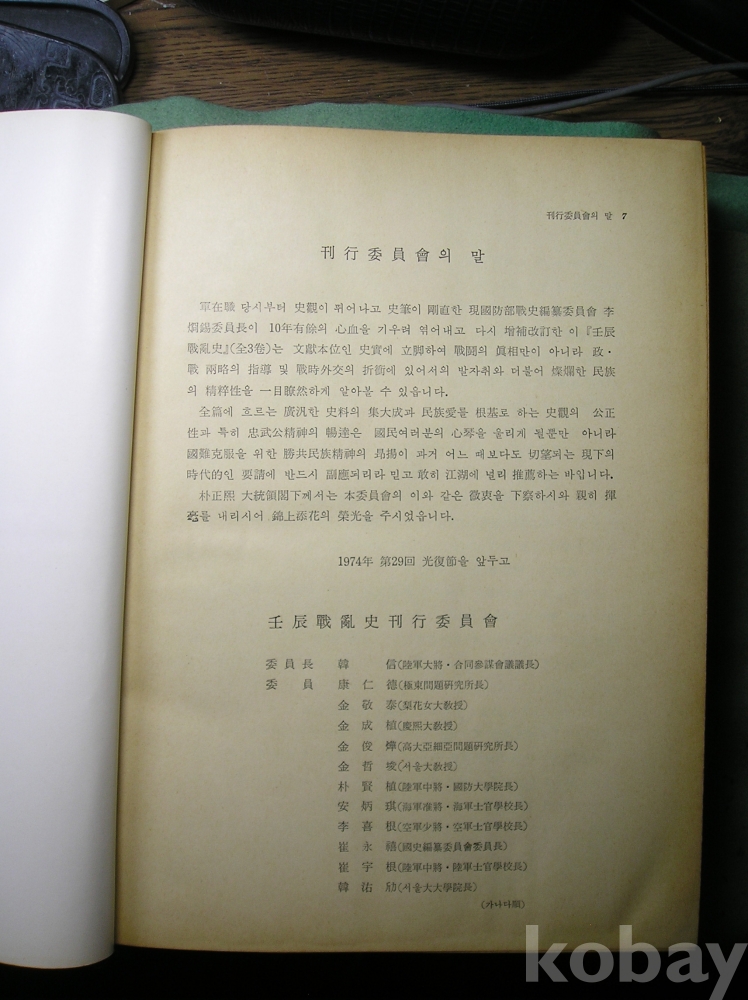 刊行委員會의 말 7
刊行委員會의 말
軍在職 당시부터 史觀이 뛰어나고 史筆이 剛直한 現國防部戰史編纂委員會 李
烱錫委員長이 10年有餘의 心血을 기우려 엮어내고 다시 增補改訂한 이『壬辰
戰亂史』(全3卷)는 文獻本位인 史實에 立脚하여 戰鬪의 眞相만이 아니라 政·
戰 兩略의 指導 및 戰時外交의 折衝에 있어서의 발자취와 더불어 燦爛한 民族
의 精粹性을 一目瞭然하게 알아볼 수 있읍니다.
全篇에 흐르는 廣汎한 史料의 集大成과 民族愛를 根基로 하는 史觀의 公正
性과 특히 忠武公精神의 暢達은 國民여러분의 心琴을 울리게 될뿐만 아니라
國難克服을 위한 勝共民族精神의 昻揚이 과거 어느 때보다도 切望되는 現下의
時代的인 要請에 반드시 副應되리라 믿고 敢히 江湖에 널리 推薦하는 바입니다.
朴正熙 大統領閣下께서는 本委員會의 이와 같은 微衷을 下察하시와 親히 揮
毫를 내리시어 錦上添花의 榮光을 주시었읍니다.
1974年 第29回 光復節을 앞두고
壬辰戰亂史刊行委員會
委員長 韓 信(陸軍大將·合同參謀會議議長)
委 員 康 仁 德(極東問題硏究所長)
金 敬 泰(梨花女大敎授)
金 成 植(慶熙大敎授)
金 俊 燁(高大亞細亞問題硏究所長)
金 哲 埈(서울大敎授)
朴 賢 植(陸軍中將·國防大學院長)
安 炳 琪(海軍准將·海軍士官學校長)
李 喜 根(空軍少將·空軍士官學校長)
崔 永 禧(國史編纂委員會委員長)
崔 宇 根(陸軍中將·陸軍士官學校長)
韓 㳓 劤(서울大大學院長)
(가나다順)
kobay